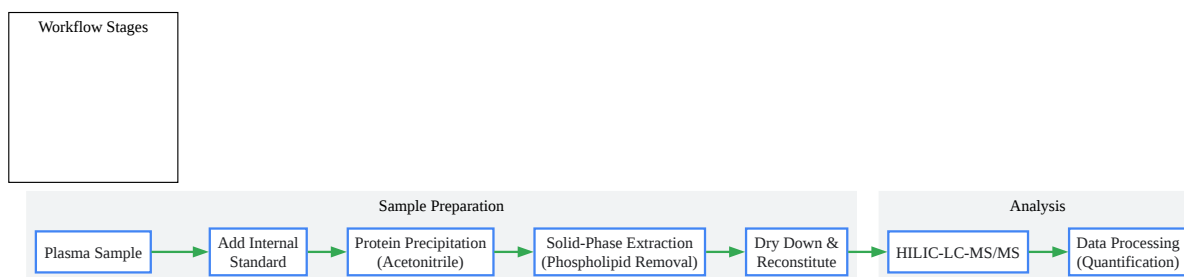 Workflow Stages
Sample Preparation
Analysis
Plasma Sample
Add Internal
Standard
Protein Precipitation
(Acetonitrile)
Solid-Phase Extraction
(Phospholipid Removal)
Dry Down &
Reconstitute
HILIC-LC-MS/MS
Data Processing
(Quantification)